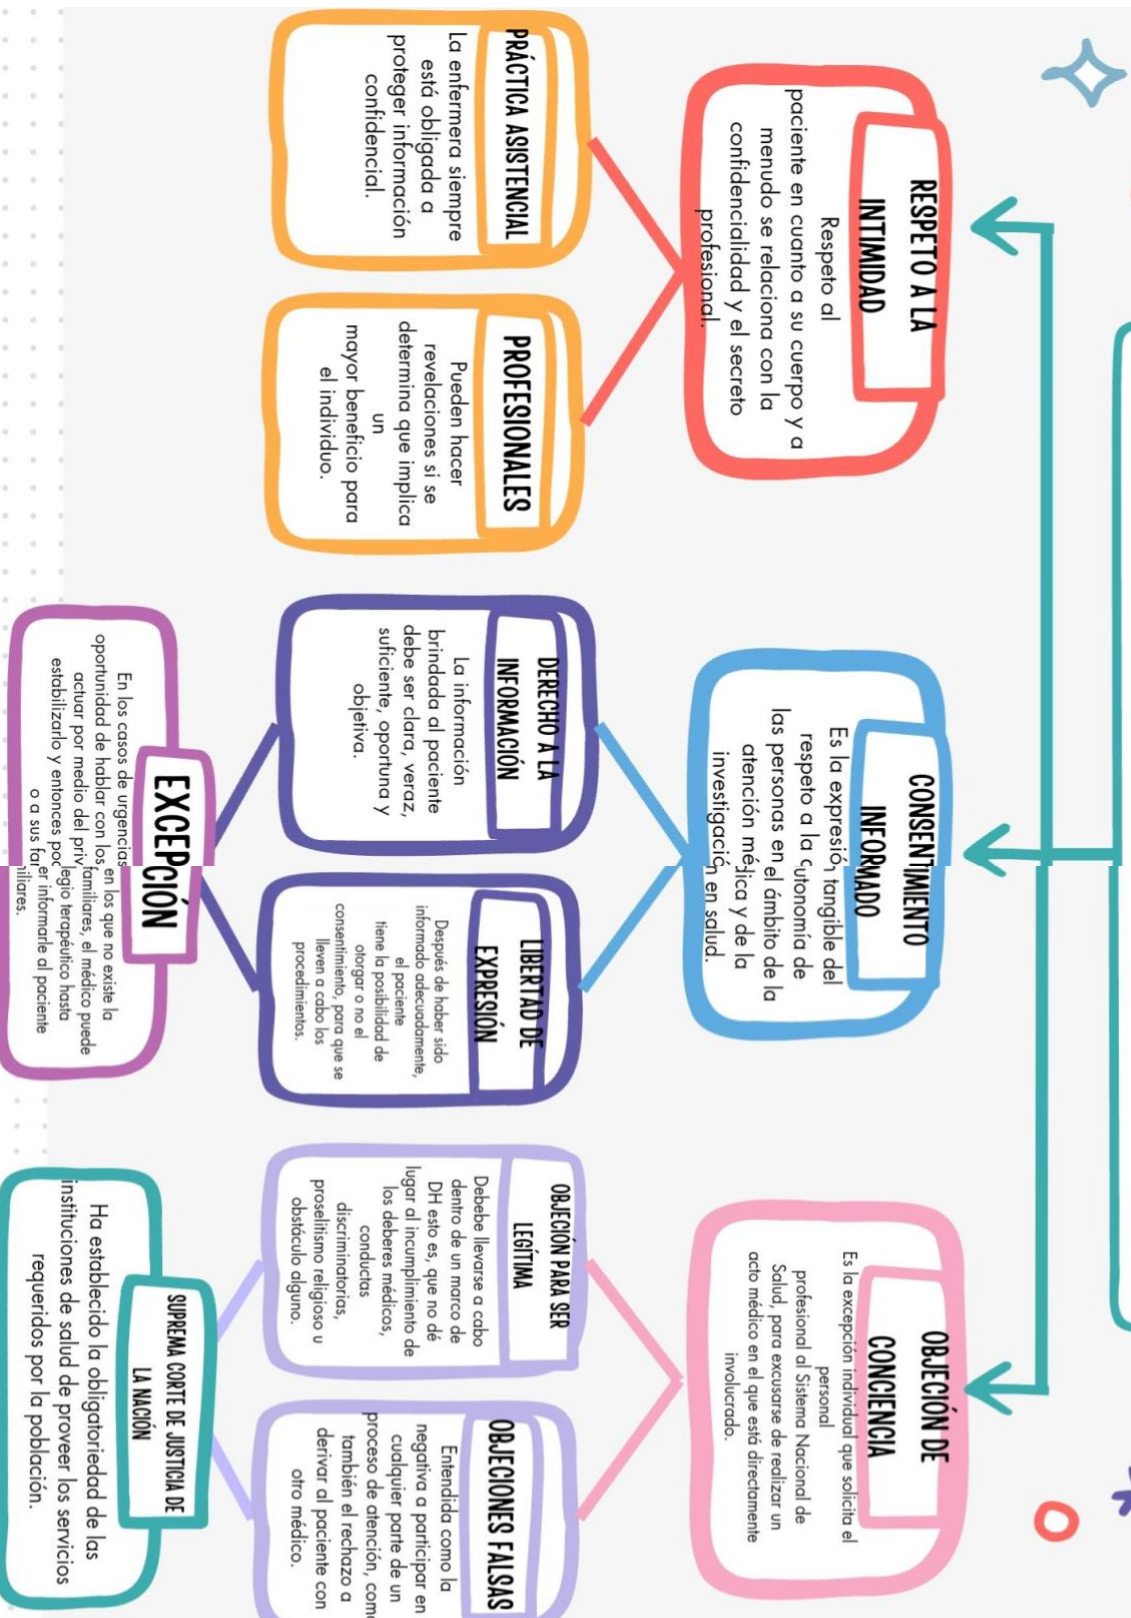 RESPETO A LA
INTIMIDAD
Respeto al
paciente en cuanto a su cuerpo y a
menudo se relaciona con la
confidencialidad y el secreto
profesional.
PRÁCTICA ASISTENCIAL
La enfermera siempre
está obligada a
proteger información
confidencial.
PROFESIONALES
Pueden hacer
revelaciones si se
determina que implica
un
mayor beneficio para
el individuo.
CONSENTIMIENTO
INFORMADO
Es la expresión tangible del
respeto a la autonomía de
las personas en el ámbito de la
atención médica y de la
investigación en salud.
DERECHO A LA
INFORMACIÓN
La información
brindada al paciente
debe ser clara, veraz,
suficiente, oportuna y
objetiva.
LIBERTAD DE
EXPRESIÓN
Después de haber sido
informado adecuadamente,
el paciente
tiene la posibilidad de
otorgar o no el
consentimiento, para que se
lleven a cabo los
procedimientos.
EXCEPCIÓN
En los casos de urgencias en los que no existe la
oportunidad de hablar con los familiares, el médico puede
actuar por medio del privilegio terapéutico hasta
estabilizarlo y entonces poder informarle al paciente
o a sus familiares.
OBJECIÓN DE
CONCIENCIA
Es la excepción individual que solicita el
personal
profesional al Sistema Nacional de
Salud, para excusarse de realizar un
acto médico en el que está directamente
involucrado.
OBJECIÓN PARA SER
LEGÍTIMA
Debebe llevarse a cabo
dentro de un marco de
DH esto es, que no dé
lugar al incumplimiento de
los deberes médicos,
conductas
discriminatorias,
proselitismo religioso u
obstáculo alguno.
OBJECIONES FALSAS
Entendida como la
negativa a participar en
cualquier parte de un
proceso de atención, como
también el rechazo a
derivar al paciente con
otro médico.
SUPREMA CORTE DE JUSTICIA DE
LA NACIÓN
Ha establecido la obligatoriedad de las
instituciones de salud de proveer los servicios
requeridos por la población.